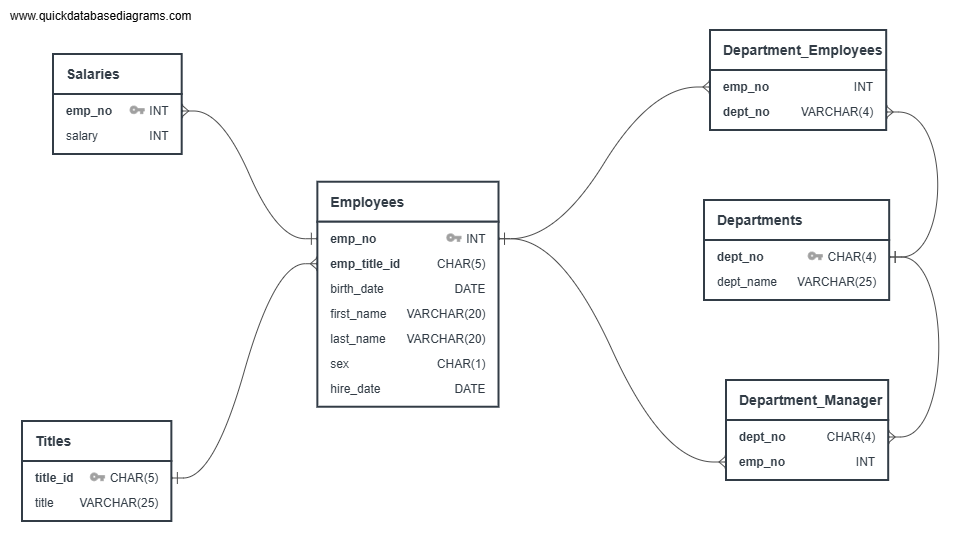 www.quickdatabasediagrams.com
Salaries
emp_no INT
salary INT
Titles
title_id CHAR(5)
title VARCHAR(25)
Employees
emp_no INT
emp_title_id CHAR(5)
birth_date DATE
first_name VARCHAR(20)
last_name VARCHAR(20)
sex CHAR(1)
hire_date DATE
Department_Employees
emp_no INT
dept_no VARCHAR(4)
Departments
dept_no CHAR(4)
dept_name VARCHAR(25)
Department_Manager
dept_no CHAR(4)
emp_no INT